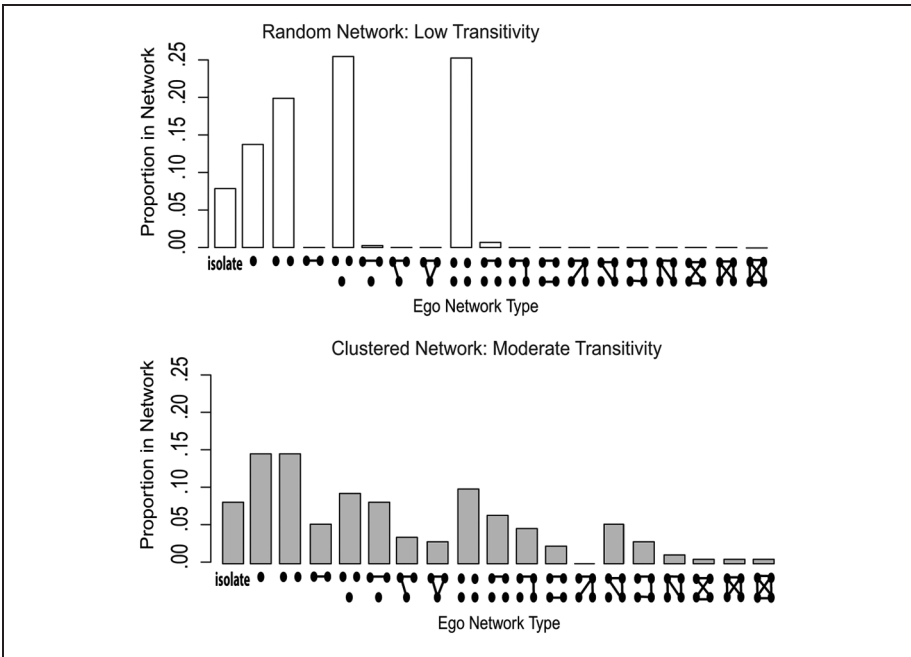 Random Network: Low Transitivity
Proportion in Network
.25
.20
.15
.10
.05
.00
isolate
Ego Network Type
Clustered Network: Moderate Transitivity
Proportion in Network
.25
.20
.15
.10
.05
.00
isolate
Ego Network Type